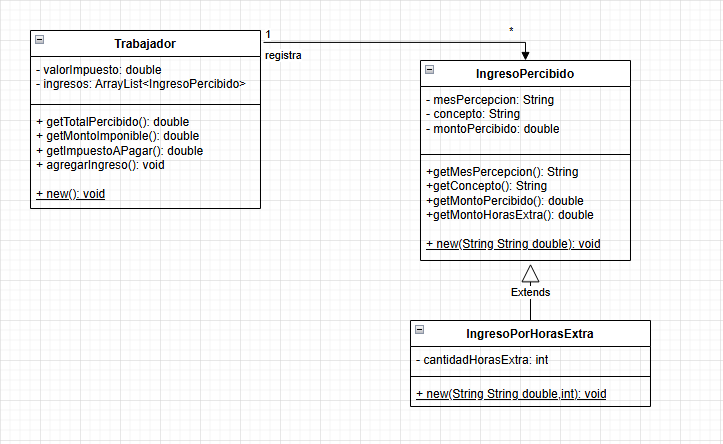 Trabajador
- valorImpuesto: double
- ingresos: ArrayList<IngresoPercibido>
+ getTotalPercibido(): double
+ getMontoImponible(): double
+ getImpuestoAPagar(): double
+ agregarIngreso(): void
+ new(): void
1
*
registra
IngresoPercibido
- mesPercepcion: String
- concepto: String
- montoPercibido: double
+getMesPercepcion(): String
+getConcepto(): String
+getMontoPercibido(): double
+getMontoHorasExtra(): double
+ new(String String double): void
Extends
IngresoPorHorasExtra
- cantidadHorasExtra: int
+ new(String String double,int): void